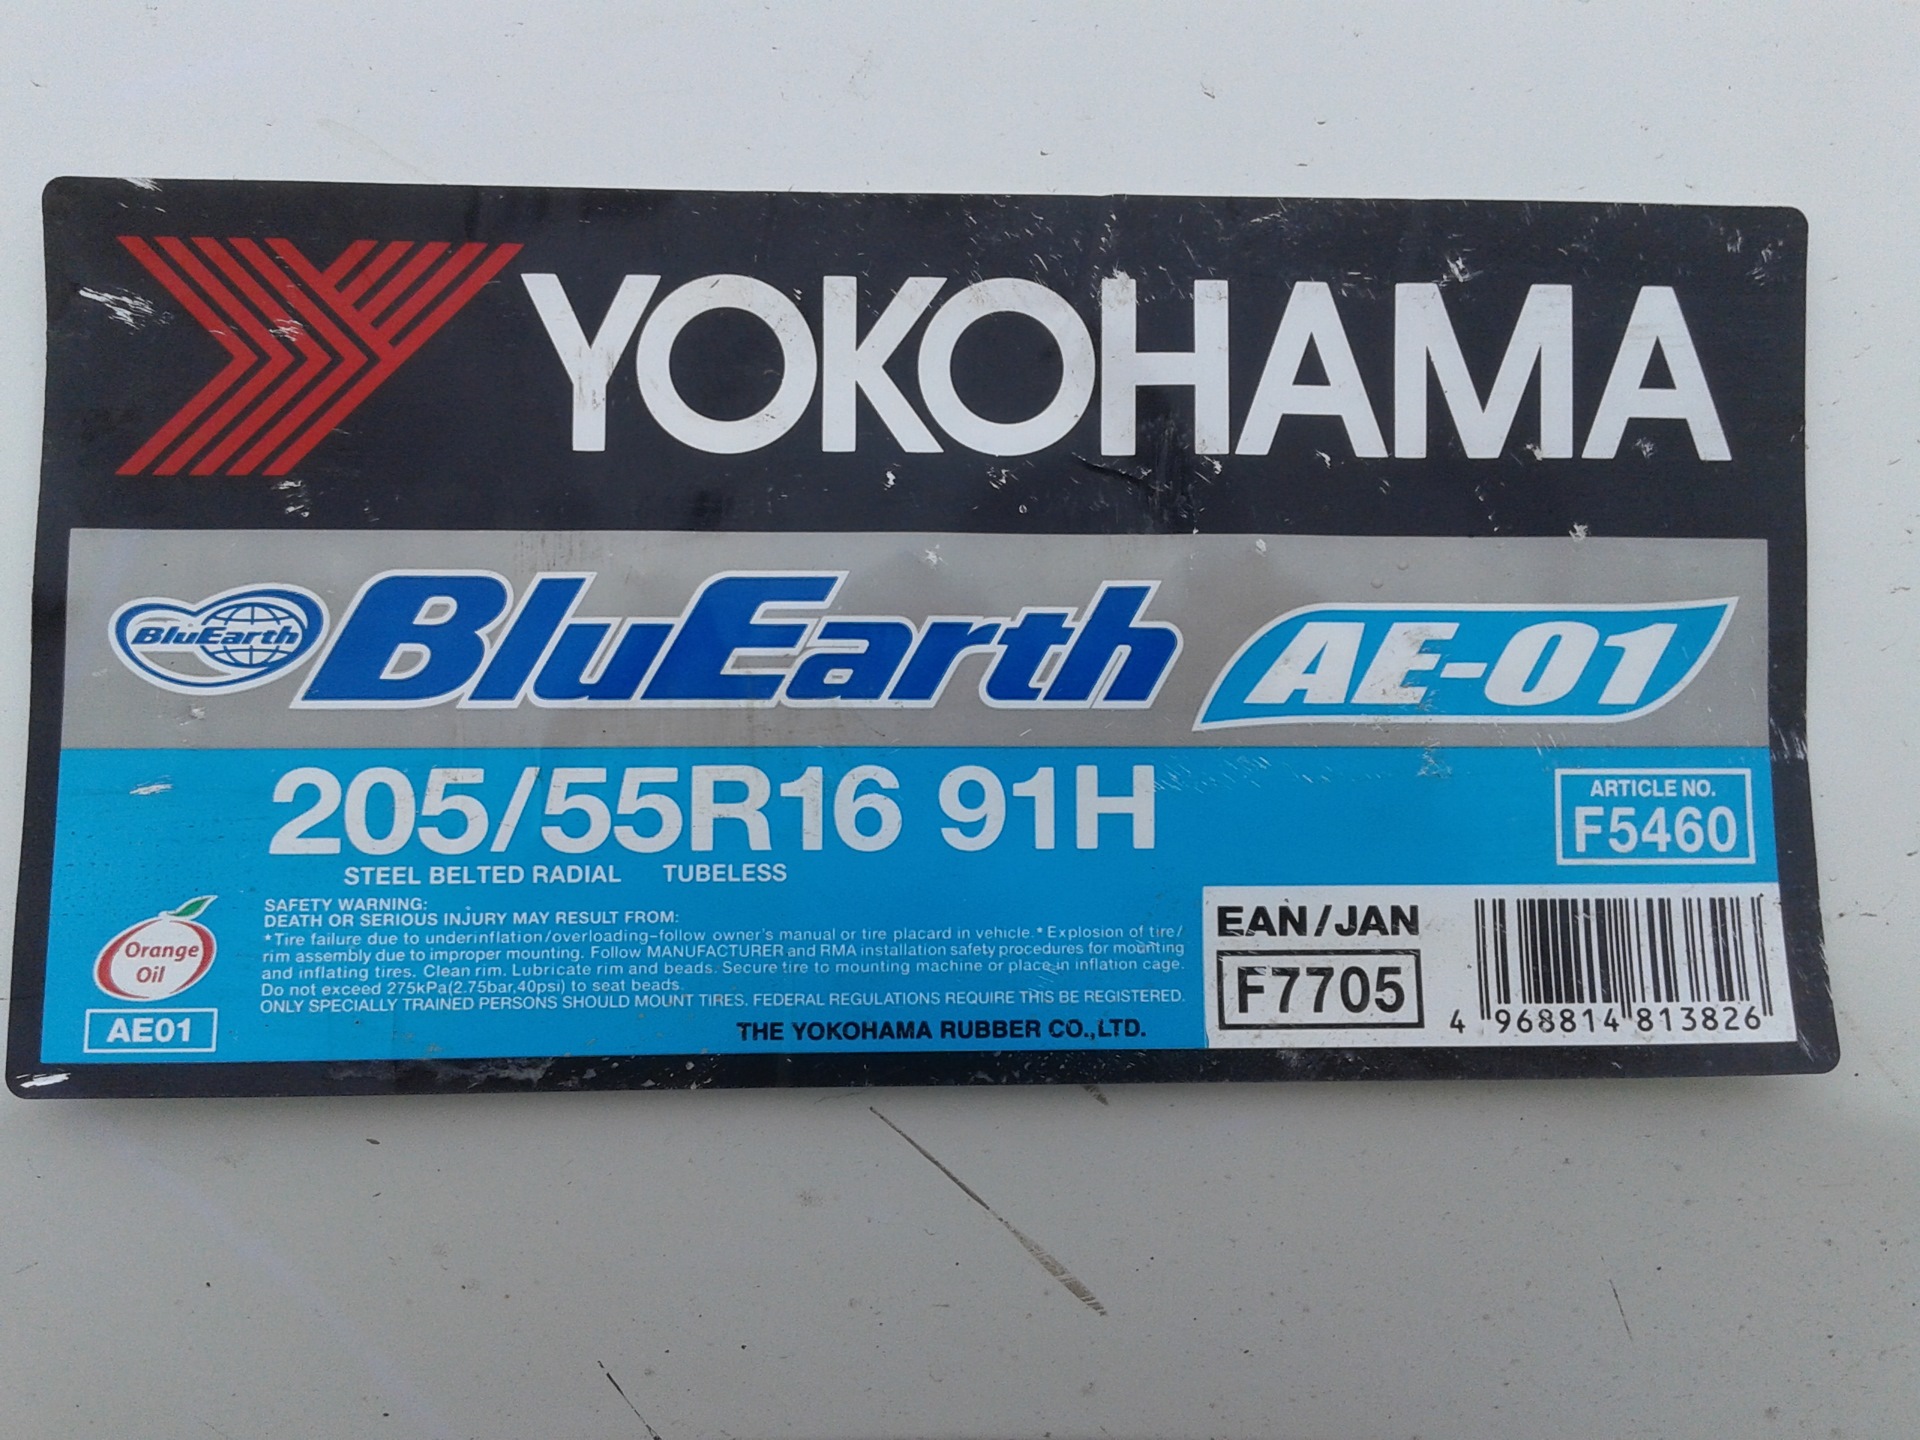 YOKOHAMA
BluEarth BluEarth AE-01
205/55R16 91H
STEEL BELTED RADIAL TUBELESS
ARTICLE NO.
F5460
SAFETY WARNING:
DEATH OR SERIOUS INJURY MAY RESULT FROM:
*Tire failure due to underinflation/overloading-follow owner's manual or tire placard in vehicle.*Explosion of tire/
rim assembly due to improper mounting. Follow MANUFACTURER and RMA installation safety procedures for mounting
and inflating tires. Clean rim. Lubricate rim and beads. Secure tire to mounting machine or place in inflation cage.
Do not exceed 275kPa(2.75bar,40psi) to seat beads.
ONLY SPECIALLY TRAINED PERSONS SHOULD MOUNT TIRES. FEDERAL REGULATIONS REQUIRE THIS BE REGISTERED.
THE YOKOHAMA RUBBER CO.,LTD.
Orange
Oil
AE01
EAN/JAN
F7705
4 968814 813826